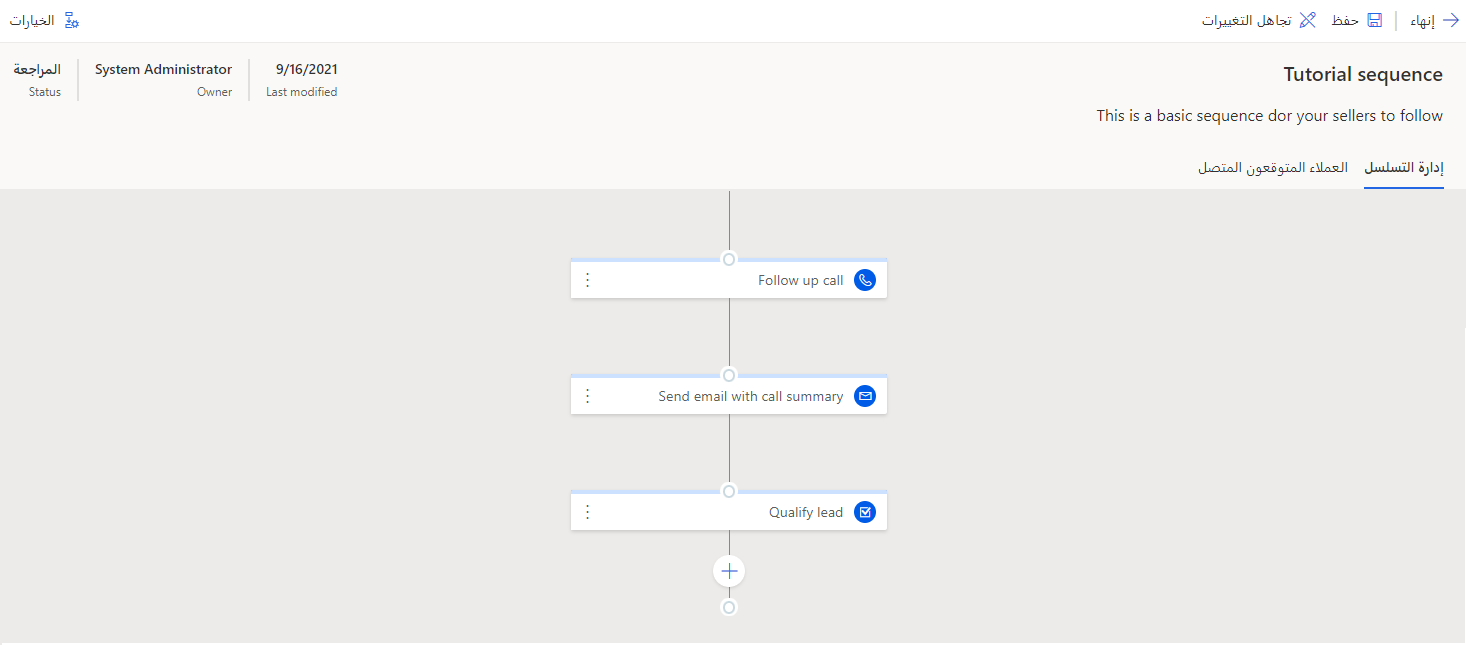 إنهاء
حفظ
تجاهل التغييرات
الخيارات
Tutorial sequence
This is a basic sequence dor your sellers to follow
9/16/2021
Last modified
System Administrator
Owner
المراجعة
Status
إدارة التسلسل
العملاء المتوقعون المتصل
Follow up call
Send email with call summary
Qualify lead